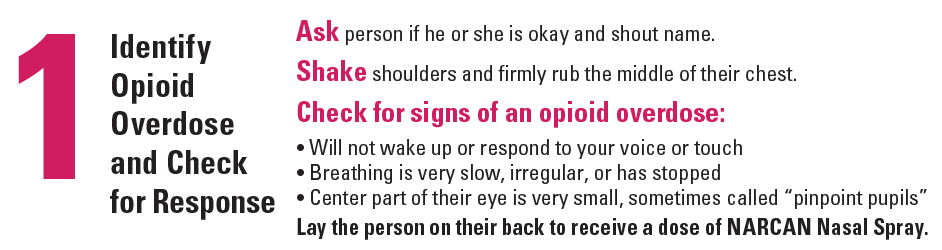 1
Identify
Opioid
Overdose
and Check
for Response
Ask person if he or she is okay and shout name.
Shake shoulders and firmly rub the middle of their chest.
Check for signs of an opioid overdose:
• Will not wake up or respond to your voice or touch
• Breathing is very slow, irregular, or has stopped
• Center part of their eye is very small, sometimes called “pinpoint pupils”
Lay the person on their back to receive a dose of NARCAN Nasal Spray.